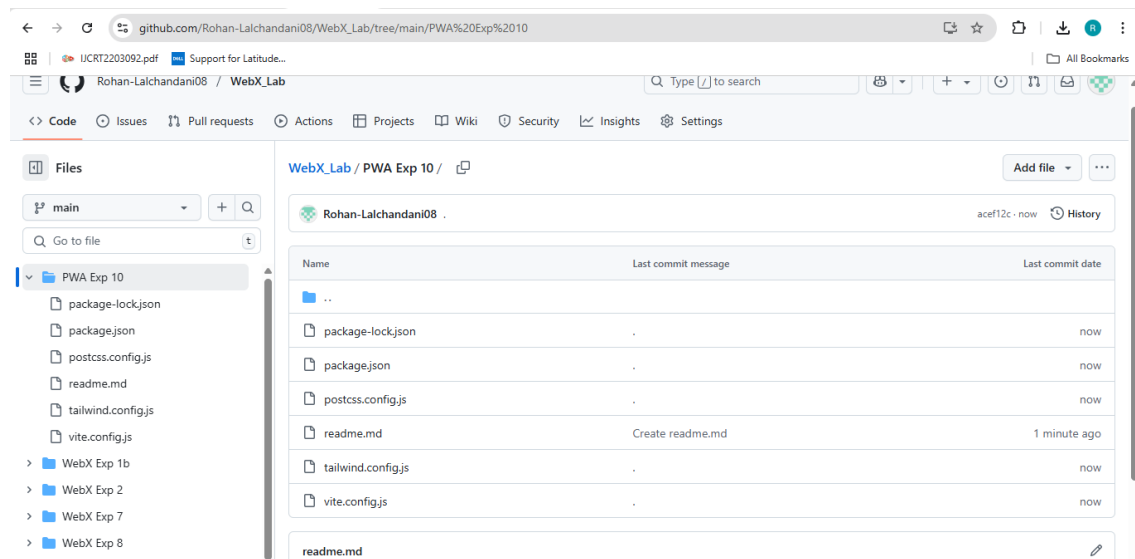 github.com/Rohan-Lalchandani08/WebX_Lab/tree/main/PWA%20Exp%2010
R
IJCRT2203092.pdf Support for Latitude... All Bookmarks
Rohan-Lalchandani08 / WebX_Lab Type / to search
Code Issues Pull requests Actions Projects Wiki Security Insights Settings
Files
WebX_Lab / PWA Exp 10 / Add file
main
Rohan-Lalchandani08 . acef12c · now History
Go to file t
Name Last commit message Last commit date
PWA Exp 10
..
package-lock.json
package-lock.json . now
package.json
package.json . now
postcss.config.js
postcss.config.js . now
readme.md
readme.md Create readme.md 1 minute ago
tailwind.config.js
tailwind.config.js . now
vite.config.js
vite.config.js . now
WebX Exp 1b
WebX Exp 2
WebX Exp 7
WebX Exp 8
readme.md